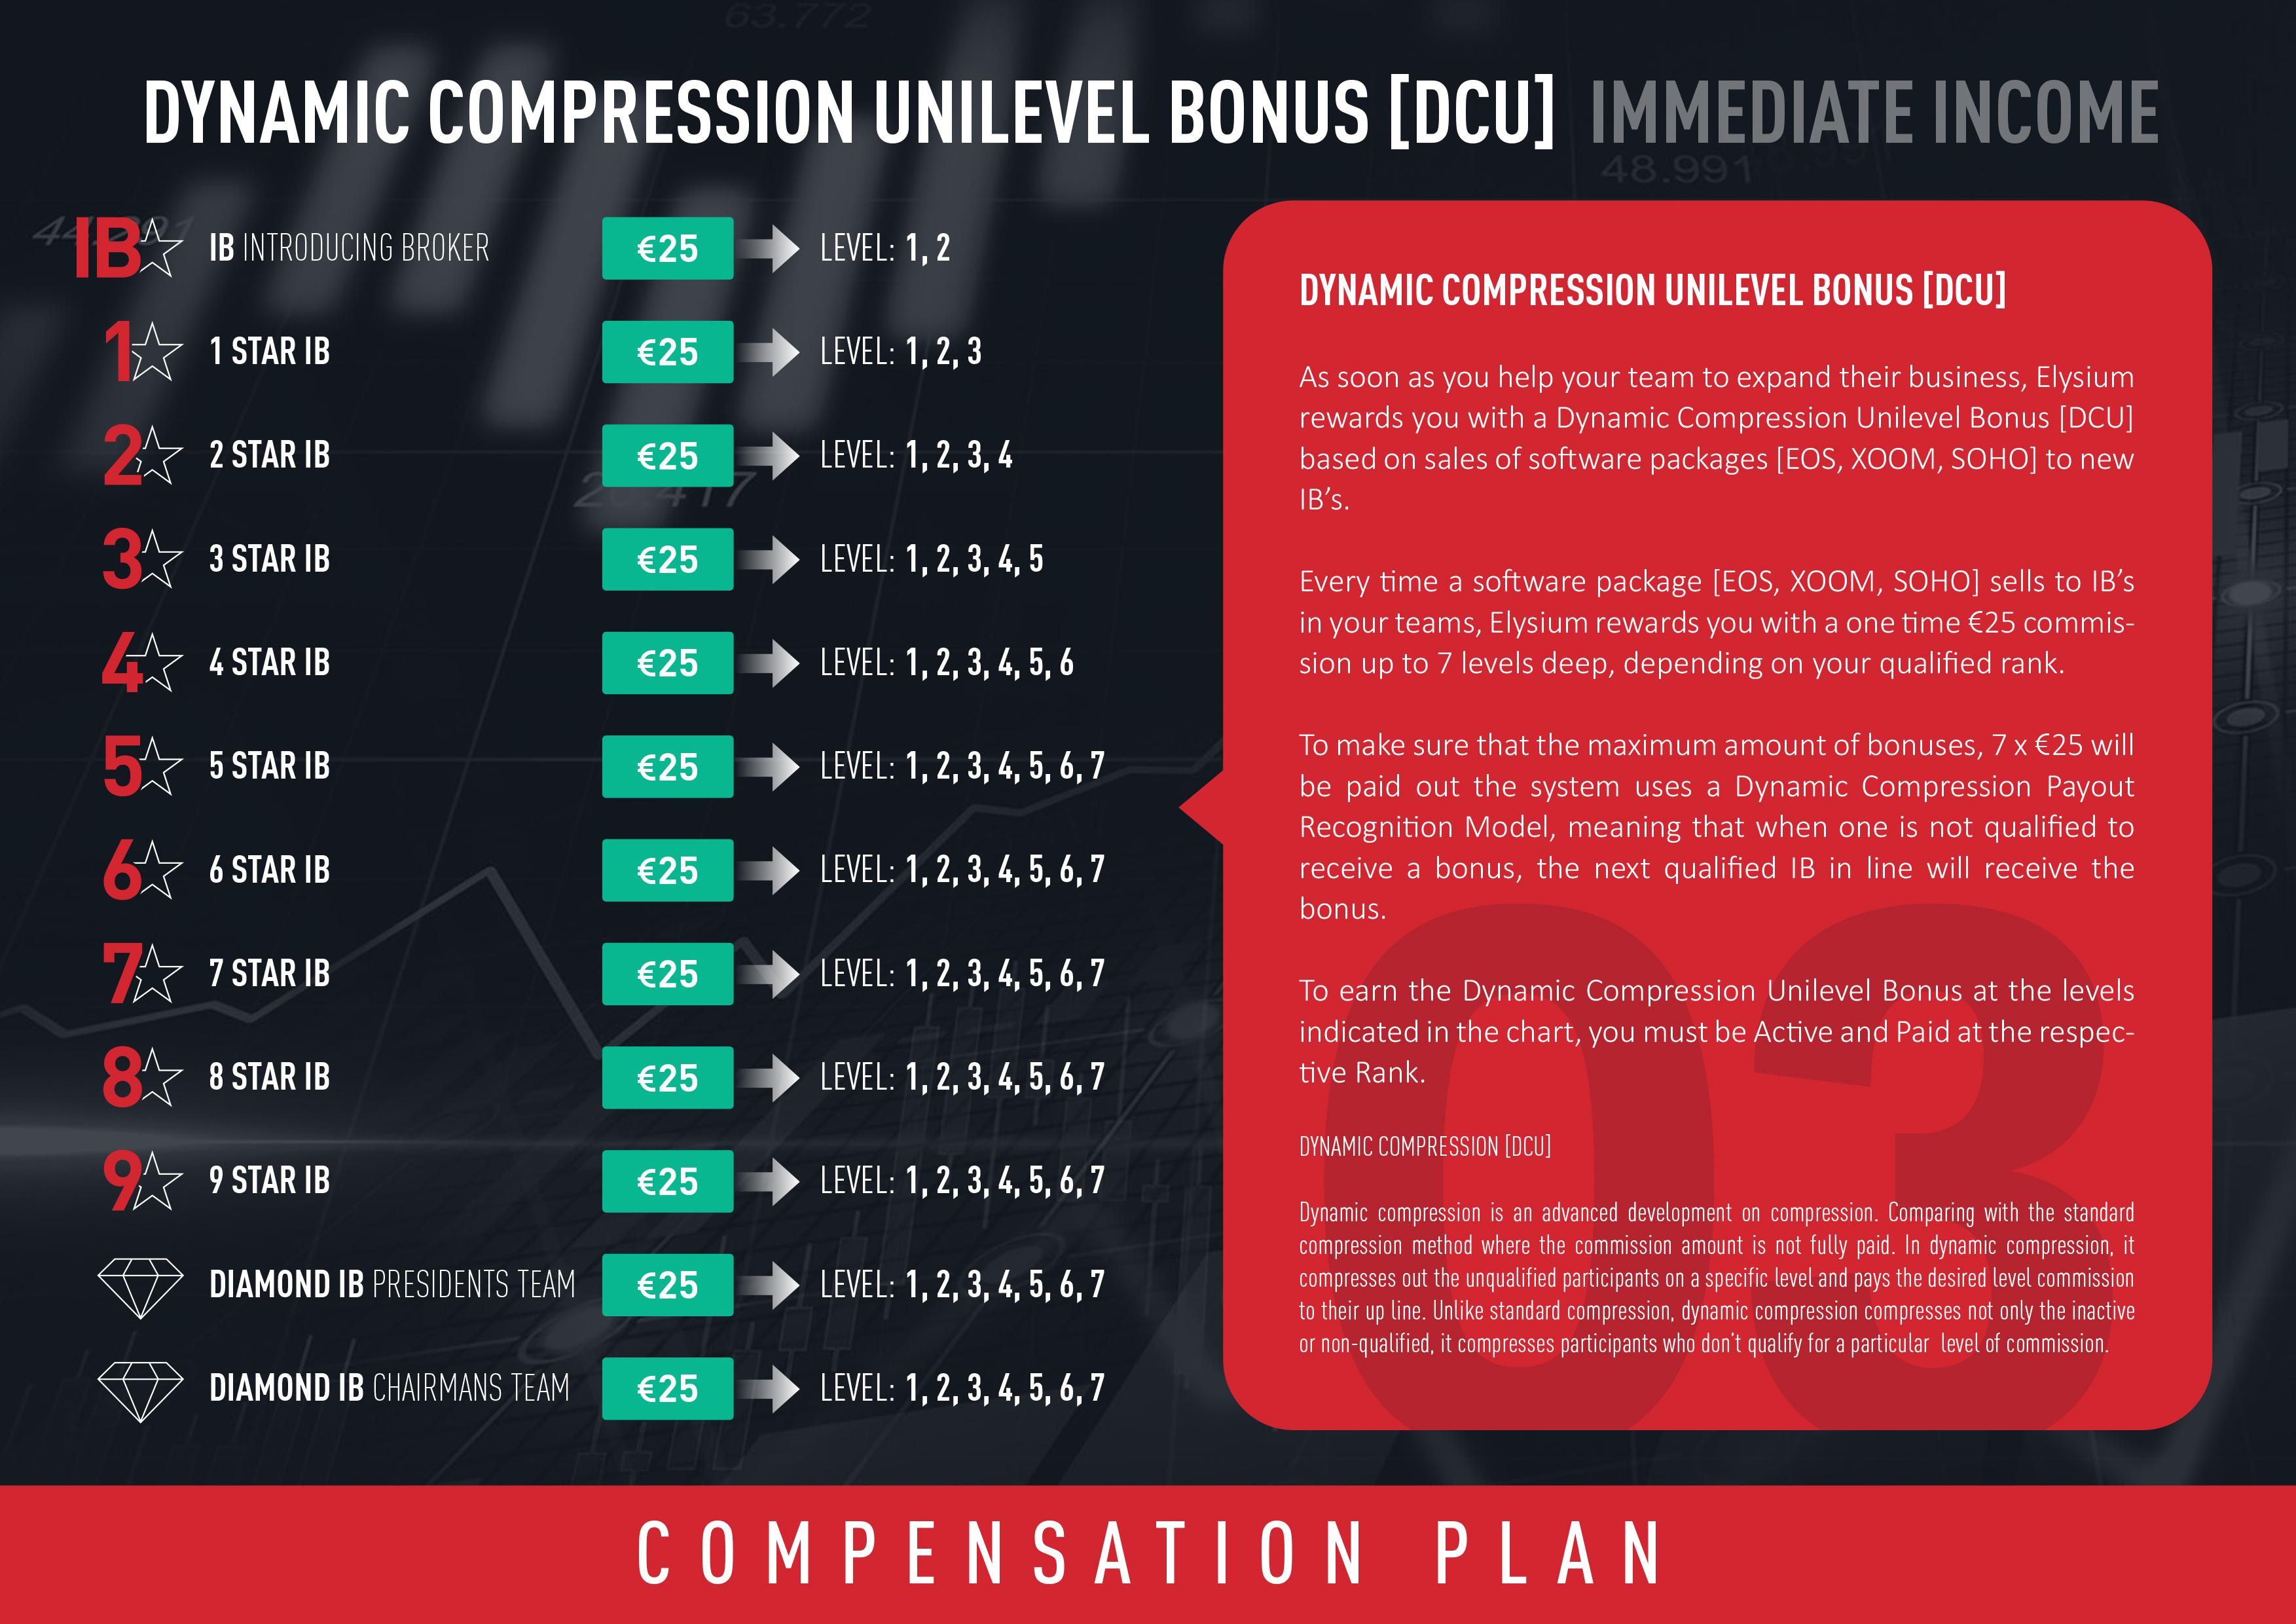 63.772
DYNAMIC COMPRESSION UNILEVEL BONUS [DCU] IMMEDIATE INCOME
48.991
44.291
IB IB INTRODUCING BROKER €25 LEVEL: 1, 2
1 1 STAR IB €25 LEVEL: 1, 2, 3
2 2 STAR IB €25 LEVEL: 1, 2, 3, 4
20.417
3 3 STAR IB €25 LEVEL: 1, 2, 3, 4, 5
4 4 STAR IB €25 LEVEL: 1, 2, 3, 4, 5, 6
5 5 STAR IB €25 LEVEL: 1, 2, 3, 4, 5, 6, 7
6 6 STAR IB €25 LEVEL: 1, 2, 3, 4, 5, 6, 7
7 7 STAR IB €25 LEVEL: 1, 2, 3, 4, 5, 6, 7
8 8 STAR IB €25 LEVEL: 1, 2, 3, 4, 5, 6, 7
9 9 STAR IB €25 LEVEL: 1, 2, 3, 4, 5, 6, 7
DIAMOND IB PRESIDENTS TEAM €25 LEVEL: 1, 2, 3, 4, 5, 6, 7
DIAMOND IB CHAIRMANS TEAM €25 LEVEL: 1, 2, 3, 4, 5, 6, 7
DYNAMIC COMPRESSION UNILEVEL BONUS [DCU]
As soon as you help your team to expand their business, Elysium
rewards you with a Dynamic Compression Unilevel Bonus [DCU]
based on sales of software packages [EOS, XOOM, SOHO] to new
IB's.
Every time a software package [EOS, XOOM, SOHO] sells to IB's
in your teams, Elysium rewards you with a one time €25 commis-
sion up to 7 levels deep, depending on your qualified rank.
To make sure that the maximum amount of bonuses, 7 x €25 will
be paid out the system uses a Dynamic Compression Payout
Recognition Model, meaning that when one is not qualified to
receive a bonus, the next qualified IB in line will receive the
bonus.
To earn the Dynamic Compression Unilevel Bonus at the levels
indicated in the chart, you must be Active and Paid at the respec-
tive Rank.
DYNAMIC COMPRESSION [DCU]
Dynamic compression is an advanced development on compression. Comparing with the standard
compression method where the commission amount is not fully paid. In dynamic compression, it
compresses out the unqualified participants on a specific level and pays the desired level commission
to their up line. Unlike standard compression, dynamic compression compresses not only the inactive
or non-qualified, it compresses participants who don't qualify for a particular level of commission.
03
COMPENSATION PLAN